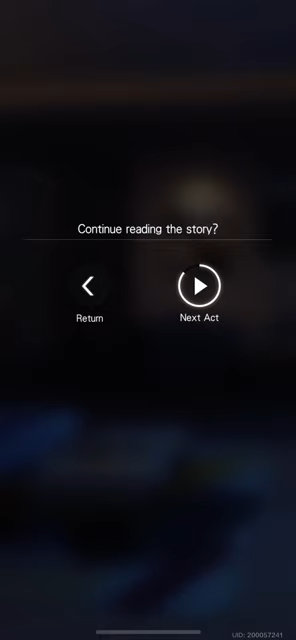 Continue reading the story?
Return
Next Act
UID: 200057241